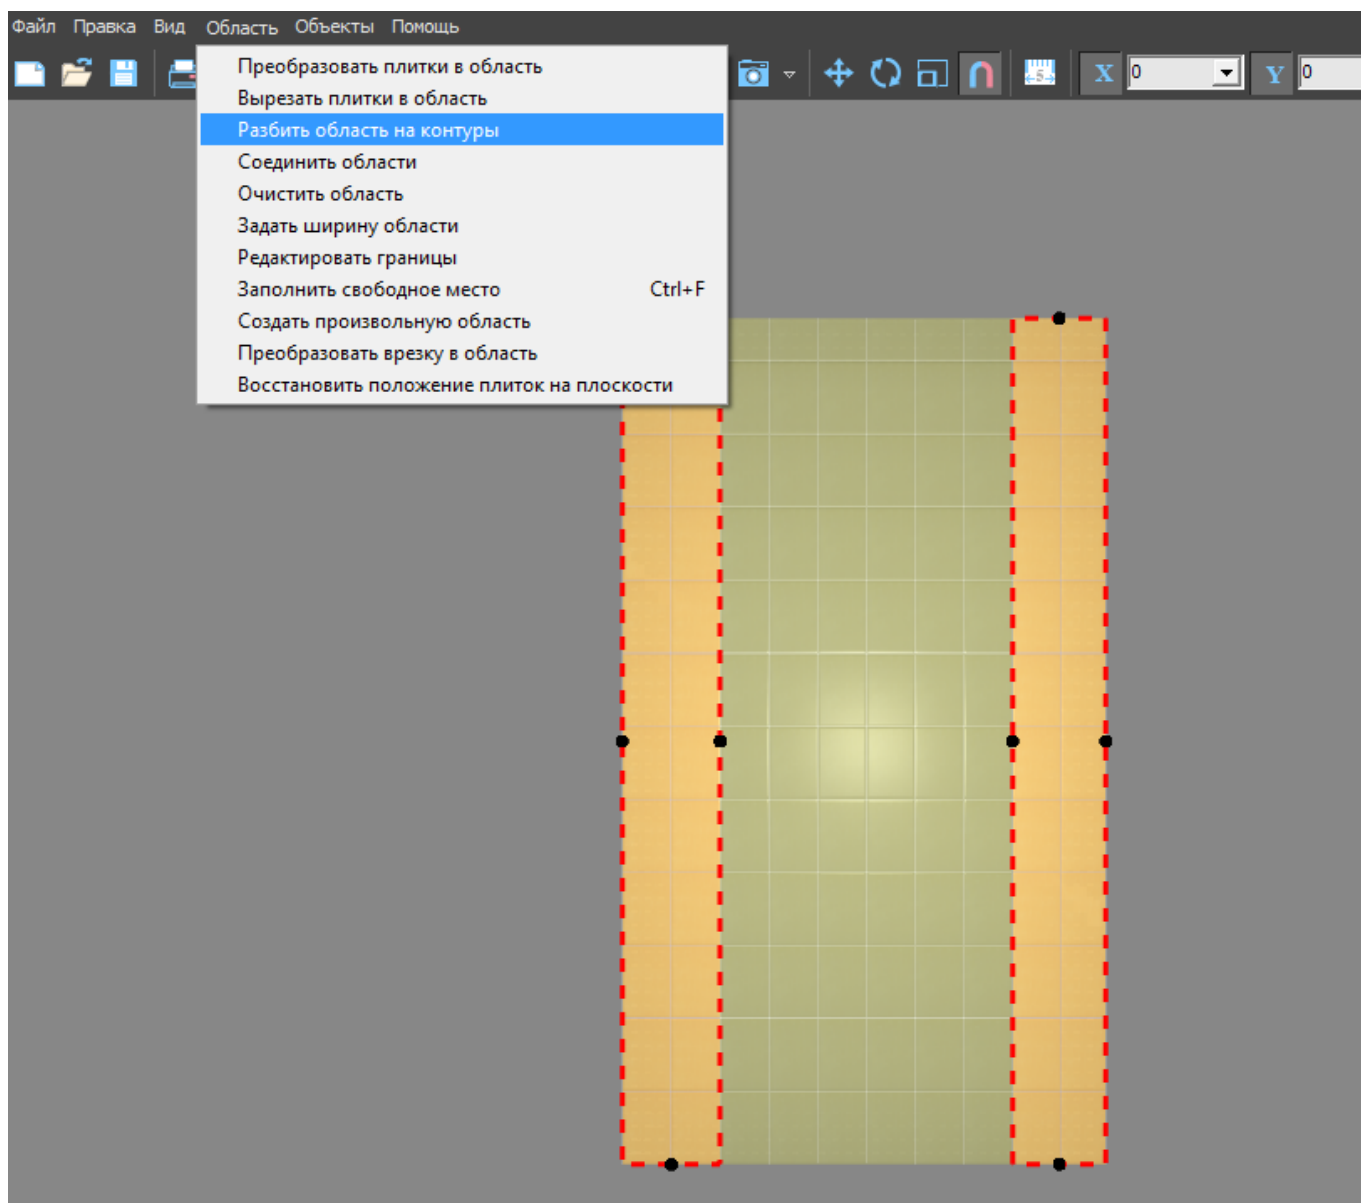 Файл Правка Вид Область Объекты Помощь
5 X 0 Y 0
Преобразовать плитки в область
Вырезать плитки в область
Разбить область на контуры
Соединить области
Очистить область
Задать ширину области
Редактировать границы
Заполнить свободное место Ctrl+F
Создать произвольную область
Преобразовать врезку в область
Восстановить положение плиток на плоскости